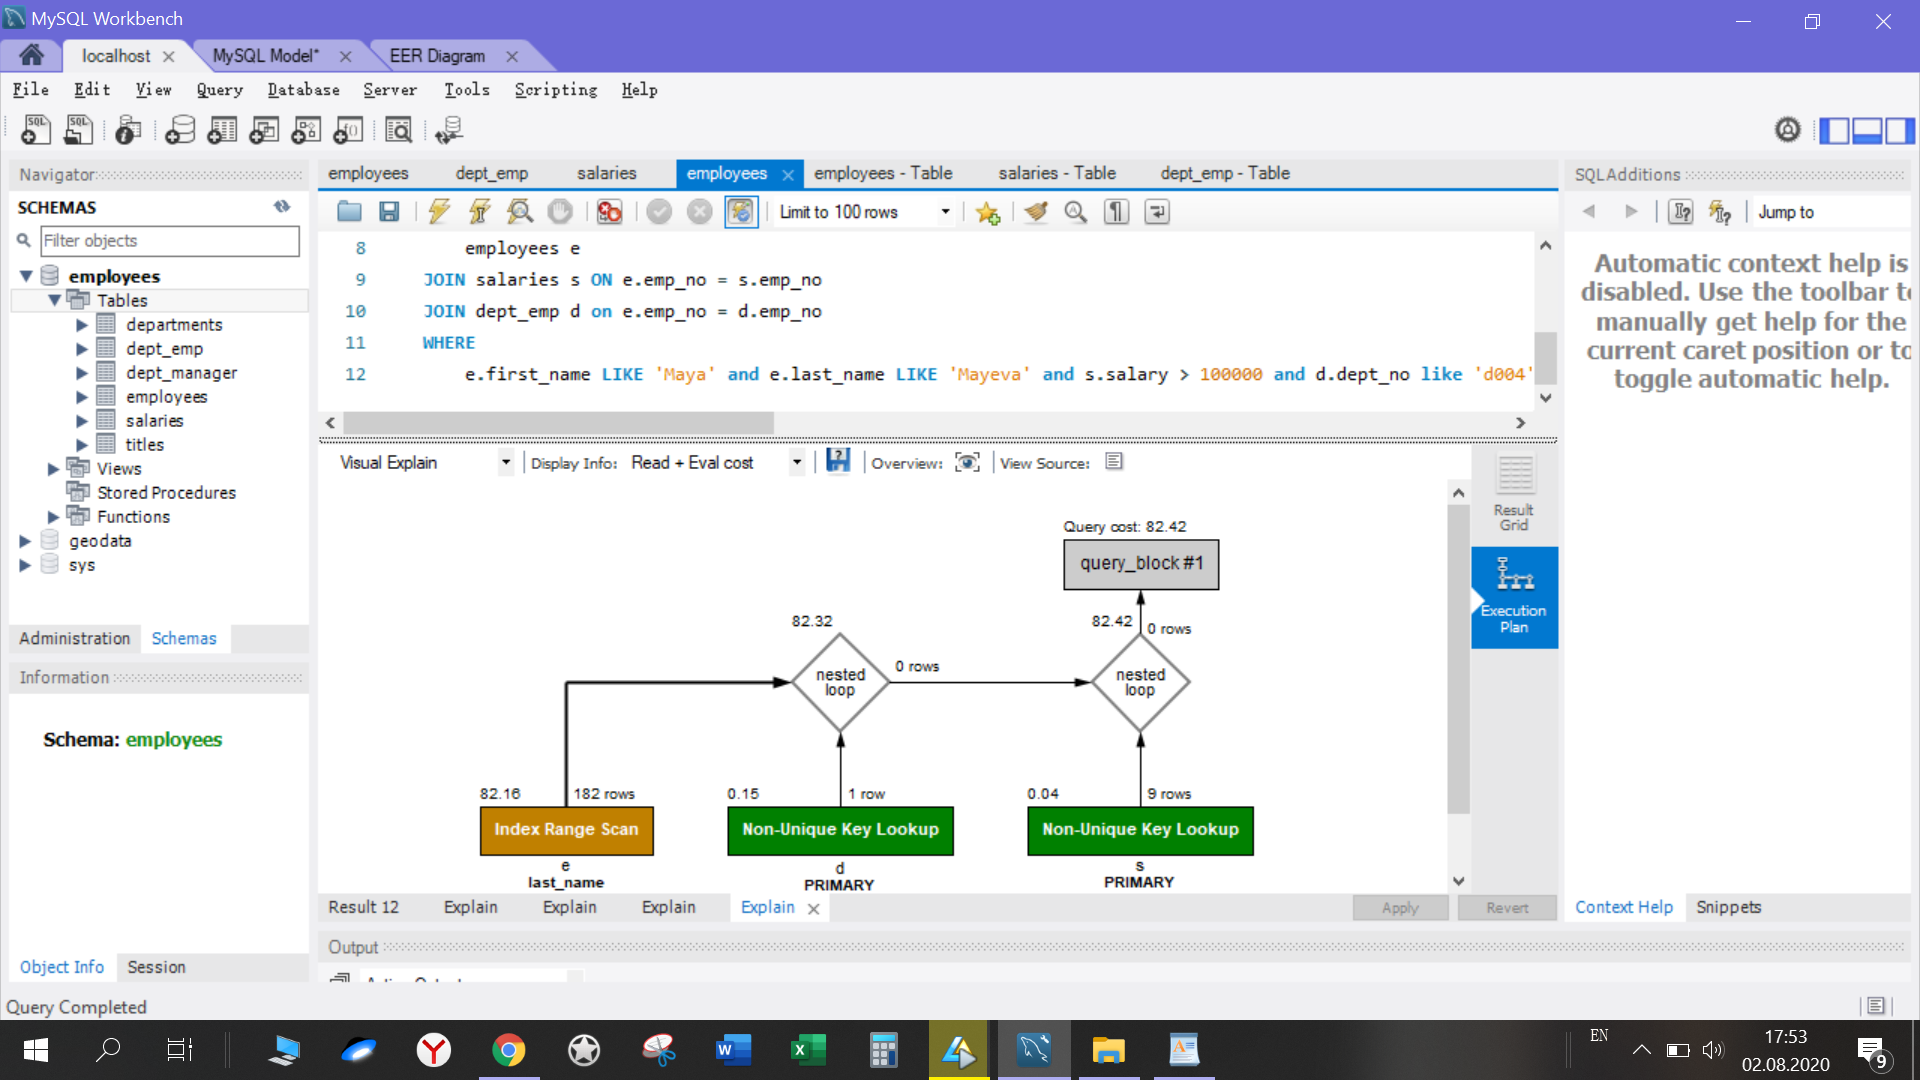 MySQL Workbench
localhost
MySQL Model*
EER Diagram
File Edit View Query Database Server Tools Scripting Help
Navigator
SCHEMAS
Filter objects
employees
Tables
departments
dept_emp
dept_manager
employees
salaries
titles
Views
Stored Procedures
Functions
geodata
sys
Administration Schemas
Information
Schema: employees
Object Info Session
Query Completed
employees dept_emp salaries employees employees - Table salaries - Table dept_emp - Table
Limit to 100 rows
8 employees e
9 JOIN salaries s ON e.emp_no = s.emp_no
10 JOIN dept_emp d on e.emp_no = d.emp_no
11 WHERE
12 e.first_name LIKE 'Maya' and e.last_name LIKE 'Mayeva' and s.salary > 100000 and d.dept_no like 'd004'
Visual Explain Display Info: Read + Eval cost Overview: View Source:
Query cost: 82.42
query_block #1
82.32
82.42
0 rows
nested
loop
0 rows
nested
loop
82.16 182 rows
0.15 1 row
0.04 9 rows
Index Range Scan
Non-Unique Key Lookup
Non-Unique Key Lookup
e
last_name
d
PRIMARY
s
PRIMARY
Result
Grid
Execution
Plan
Result 12 Explain Explain Explain Explain
Apply Revert
Output
SQLAdditions
Jump to
Automatic context help is
disabled. Use the toolbar to
manually get help for the
current caret position or to
toggle automatic help.
Context Help Snippets
EN
17:53
02.08.2020
9